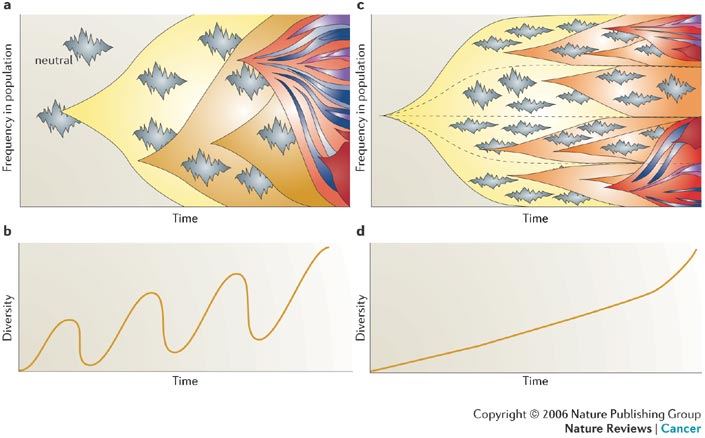 a
c
Frequency in population
neutral
Time
Frequency in population
Time
b
d
Diversity
Time
Diversity
Time
Copyright © 2006 Nature Publishing Group
Nature Reviews | Cancer